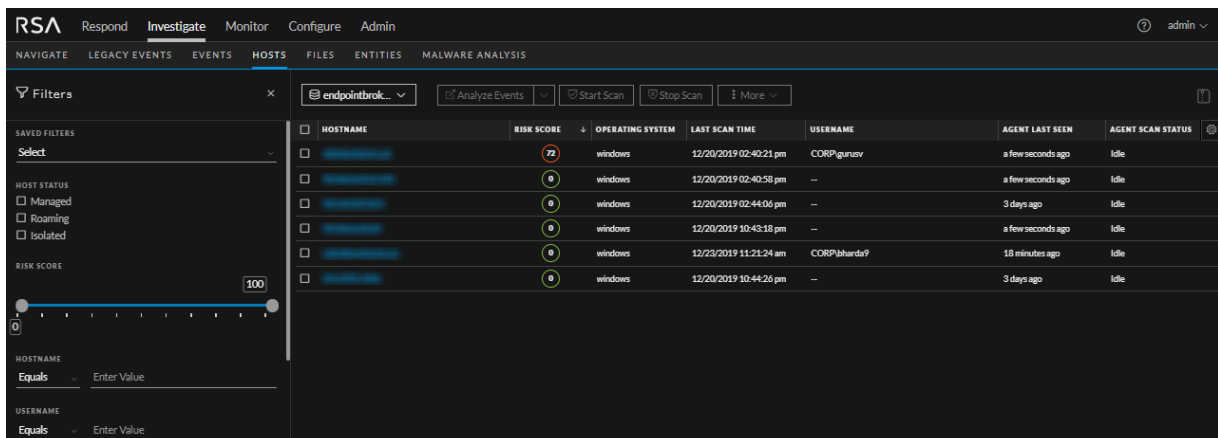 RSA Respond Investigate Monitor Configure Admin admin
NAVIGATE LEGACY EVENTS EVENTS HOSTS FILES ENTITIES MALWARE ANALYSIS
Filters
SAVED FILTERS
Select
HOST STATUS
Managed
Roaming
Isolated
RISK SCORE
100
0
HOSTNAME
Equals Enter Value
USERNAME
Equals Enter Value
endpointbrok... Analyze Events Start Scan Stop Scan More
HOSTNAME RISK SCORE OPERATING SYSTEM LAST SCAN TIME USERNAME AGENT LAST SEEN AGENT SCAN STATUS
72 windows 12/20/2019 02:40:21 pm CORP\gurusv a few seconds ago Idle
0 windows 12/20/2019 02:40:58 pm -- a few seconds ago Idle
0 windows 12/20/2019 02:44:06 pm -- 3 days ago Idle
0 windows 12/20/2019 10:43:18 pm -- a few seconds ago Idle
0 windows 12/23/2019 11:21:24 am CORP\bharda9 18 minutes ago Idle
0 windows 12/20/2019 10:44:26 pm -- 3 days ago Idle